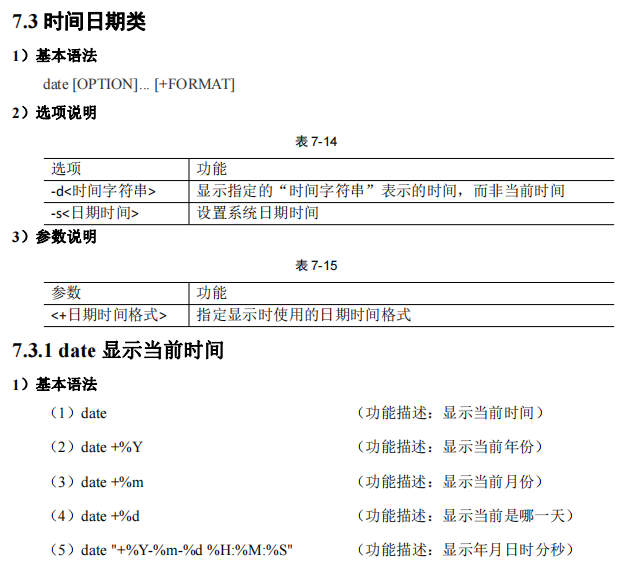 7.3 时间日期类
1）基本语法
date [OPTION]... [+FORMAT]
2）选项说明
表 7-14
选项 功能
-d<时间字符串> 显示指定的“时间字符串”表示的时间，而非当前时间
-s<日期时间> 设置系统日期时间
3）参数说明
表 7-15
参数 功能
<+日期时间格式> 指定显示时使用的日期时间格式
7.3.1 date 显示当前时间
1）基本语法
（1）date （功能描述：显示当前时间）
（2）date +%Y （功能描述：显示当前年份）
（3）date +%m （功能描述：显示当前月份）
（4）date +%d （功能描述：显示当前是哪一天）
（5）date "+%Y-%m-%d %H:%M:%S" （功能描述：显示年月日时分秒）